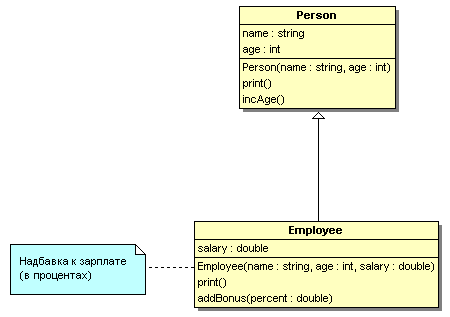 Person
name : string
age : int
Person(name : string, age : int)
print()
incAge()
Employee
salary : double
Employee(name : string, age : int, salary : double)
print()
addBonus(percent : double)
Надбавка к зарплате
(в процентах)